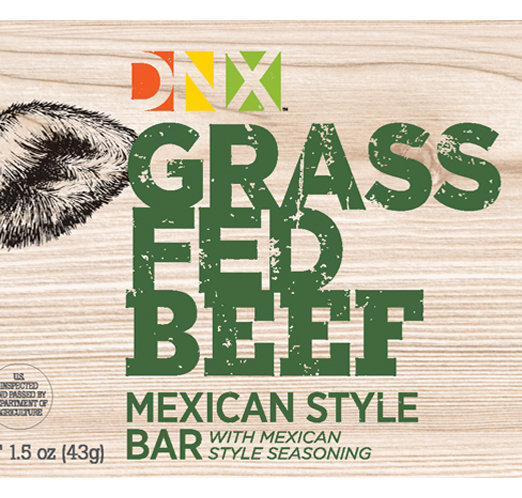 DNX
™
GRASS
FED
BEEF
U.S.
INSPECTED
AND PASSED BY
DEPARTMENT OF
AGRICULTURE
1.5 oz (43g)
MEXICAN STYLE
BAR WITH MEXICAN
STYLE SEASONING